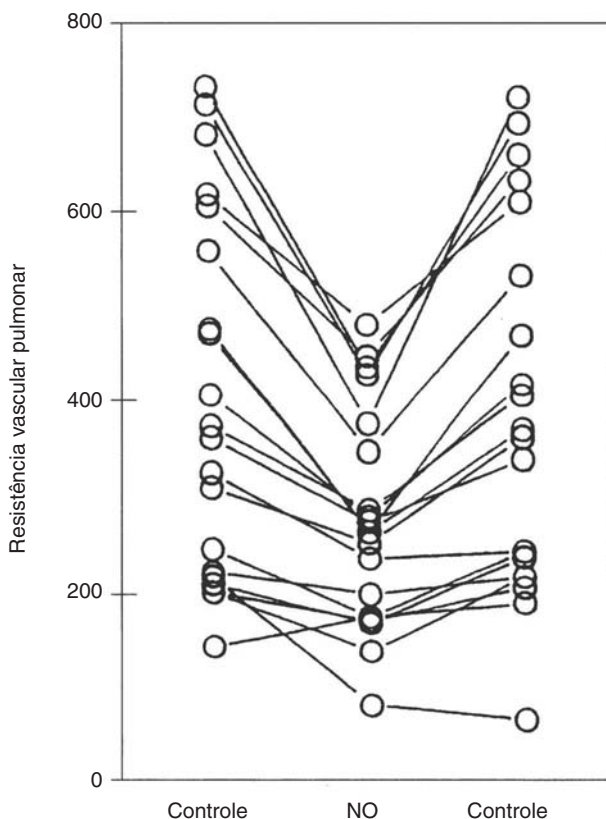 800
600
400
200
0
Resistência vascular pulmonar
Controle
NO
Controle